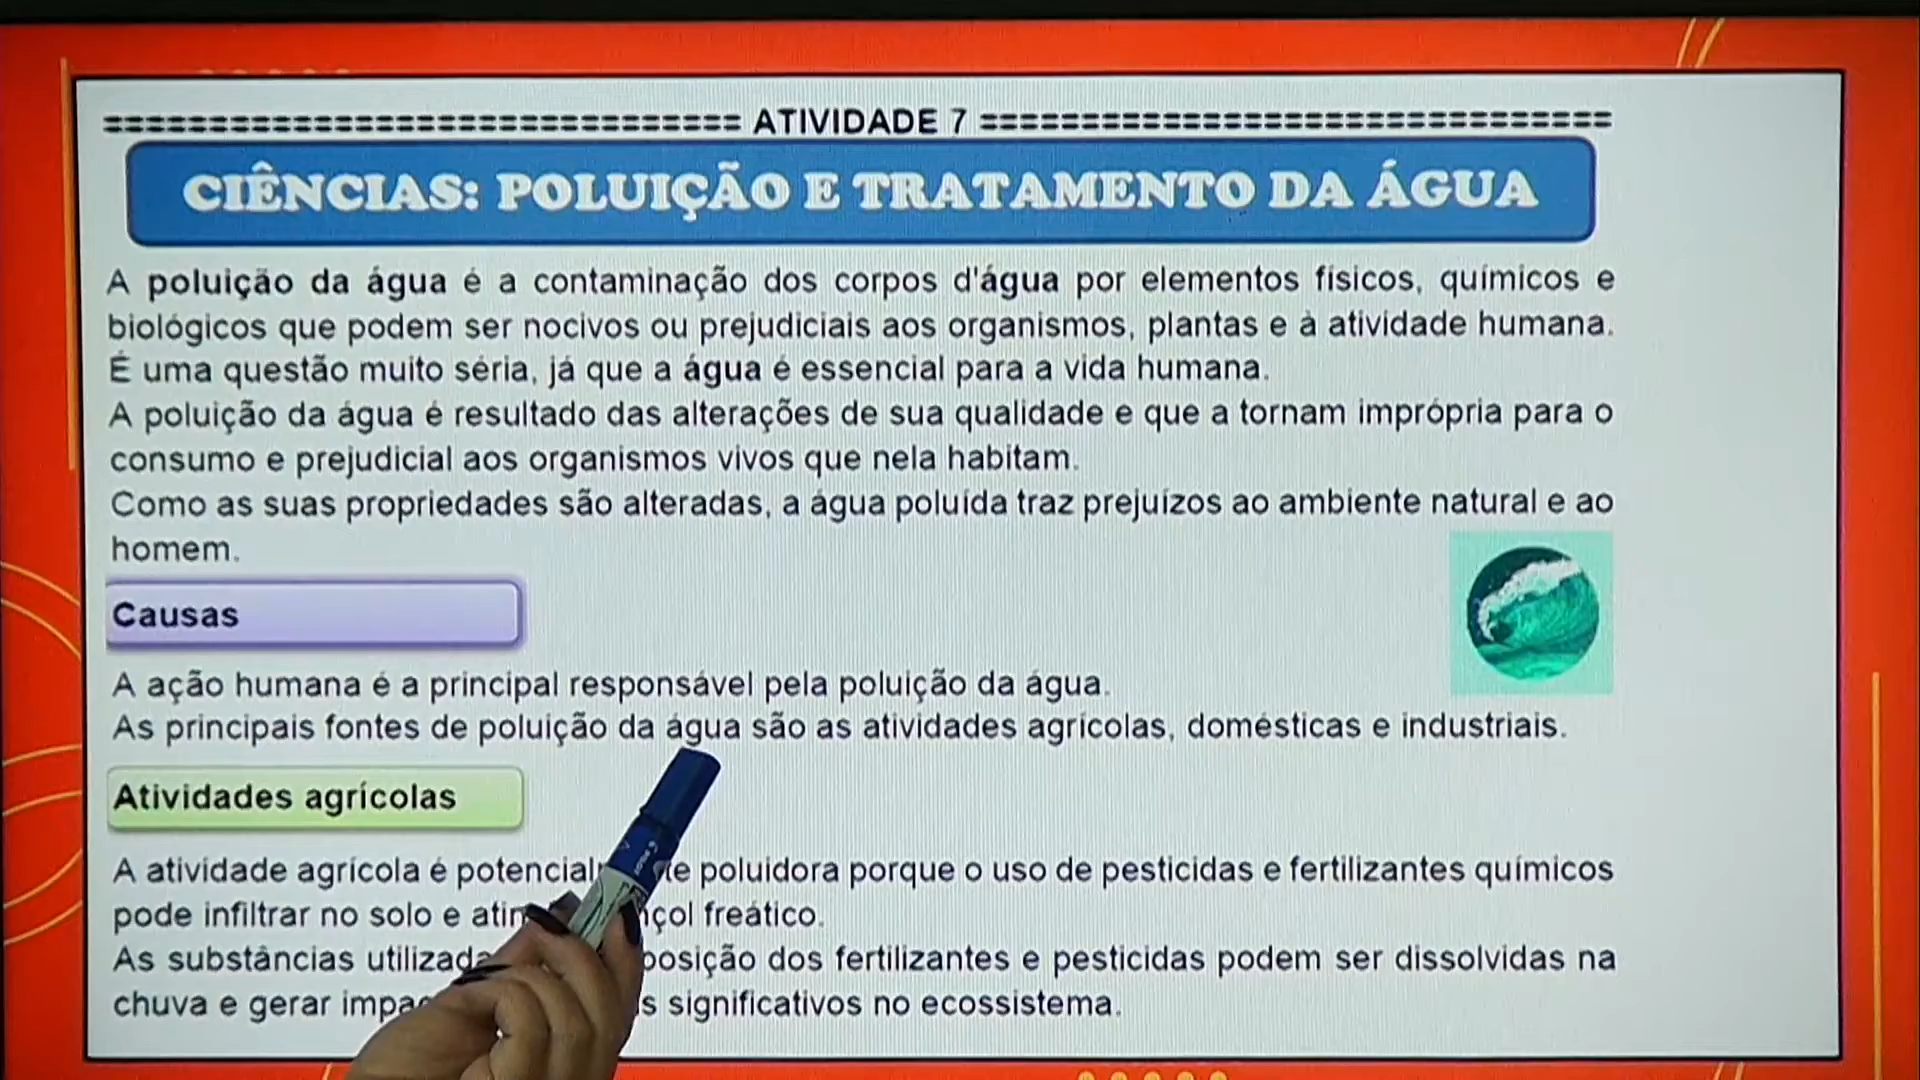 ============================== ATIVIDADE 7 ==============================
CIÊNCIAS: POLUIÇÃO E TRATAMENTO DA ÁGUA
A poluição da água é a contaminação dos corpos d'água por elementos físicos, químicos e
biológicos que podem ser nocivos ou prejudiciais aos organismos, plantas e à atividade humana.
É uma questão muito séria, já que a água é essencial para a vida humana.
A poluição da água é resultado das alterações de sua qualidade e que a tornam imprópria para o
consumo e prejudicial aos organismos vivos que nela habitam.
Como as suas propriedades são alteradas, a água poluída traz prejuízos ao ambiente natural e ao
homem.
Causas
A ação humana é a principal responsável pela poluição da água.
As principais fontes de poluição da água são as atividades agrícolas, domésticas e industriais.
Atividades agrícolas
A atividade agrícola é poluidora porque o uso de pesticidas e fertilizantes químicos
pode infiltrar no solo e freático.
As substâncias dos fertilizantes e pesticidas podem ser dissolvidas na
chuva e gerar significativos no ecossistema.